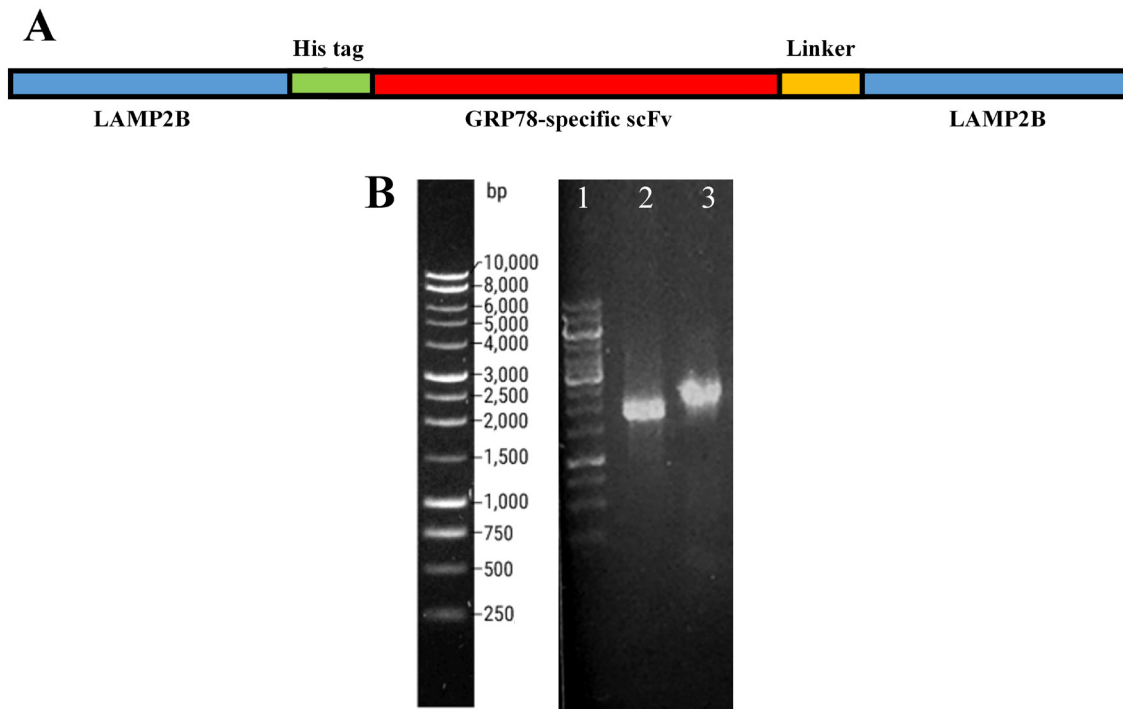 A
His tag
Linker
LAMP2B
GRP78-specific scFv
LAMP2B
B
bp
1 2 3
10,000
8,000
6,000
5,000
4,000
3,000
2,500
2,000
1,500
1,000
750
500
250